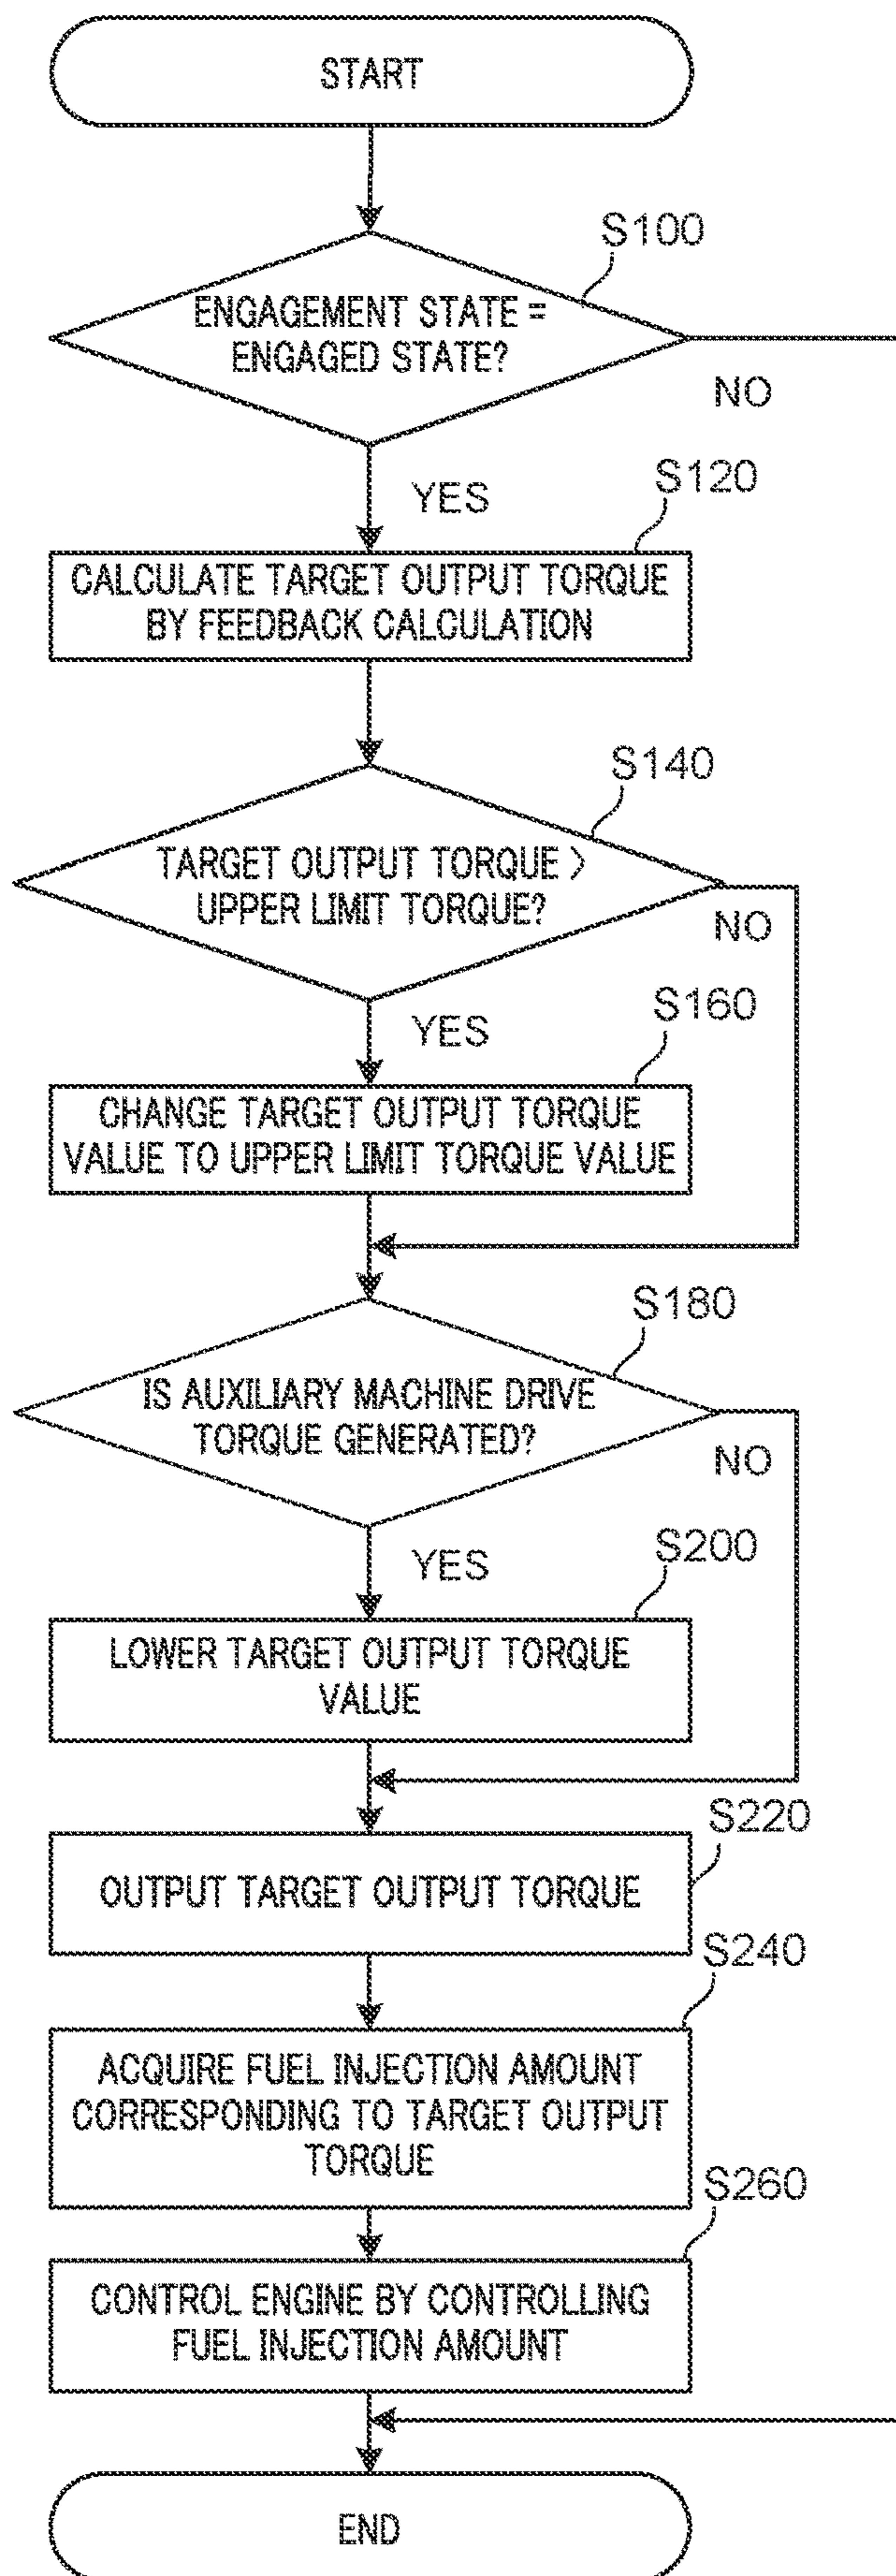 START
S100
ENGAGEMENT STATE =
ENGAGED STATE?
NO
YES
S120
CALCULATE TARGET OUTPUT TORQUE
BY FEEDBACK CALCULATION
S140
TARGET OUTPUT TORQUE >
UPPER LIMIT TORQUE?
NO
YES
S160
CHANGE TARGET OUTPUT TORQUE
VALUE TO UPPER LIMIT TORQUE VALUE
S180
IS AUXILIARY MACHINE DRIVE
TORQUE GENERATED?
NO
YES
S200
LOWER TARGET OUTPUT TORQUE
VALUE
S220
OUTPUT TARGET OUTPUT TORQUE
S240
ACQUIRE FUEL INJECTION AMOUNT
CORRESPONDING TO TARGET OUTPUT
TORQUE
S260
CONTROL ENGINE BY CONTROLLING
FUEL INJECTION AMOUNT
END